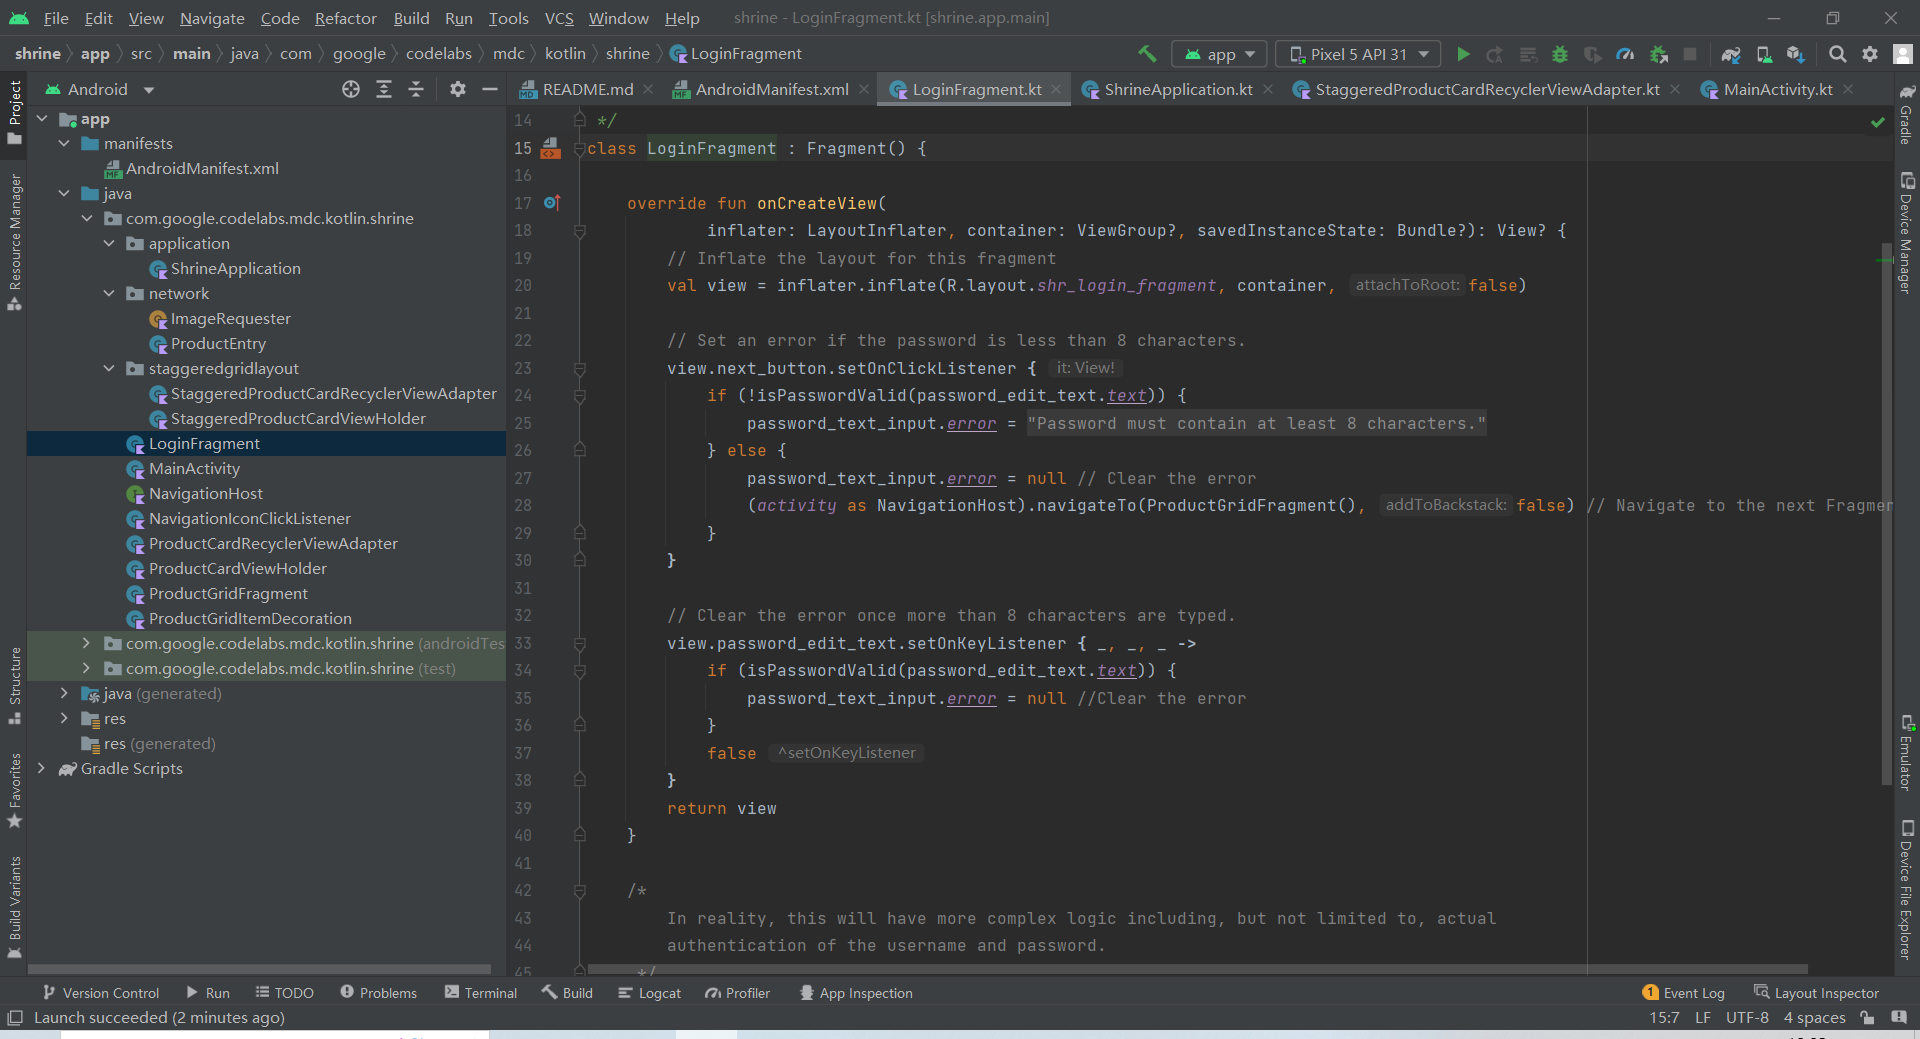 File Edit View Navigate Code Refactor Build Run Tools VCS Window Help shrine - LoginFragment.kt [shrine.app.main]
shrine app src main java com google codelabs mdc kotlin shrine LoginFragment app Pixel 5 API 31
Android
README.md AndroidManifest.xml LoginFragment.kt ShrineApplication.kt StaggeredProductCardRecyclerViewAdapter.kt MainActivity.kt
Project
Resource Manager
Structure
Favorites
Build Variants
app
manifests
AndroidManifest.xml
java
com.google.codelabs.mdc.kotlin.shrine
application
ShrineApplication
network
ImageRequester
ProductEntry
staggeredgridlayout
StaggeredProductCardRecyclerViewAdapter
StaggeredProductCardViewHolder
LoginFragment
MainActivity
NavigationHost
NavigationIconClickListener
ProductCardRecyclerViewAdapter
ProductCardViewHolder
ProductGridFragment
ProductGridItemDecoration
com.google.codelabs.mdc.kotlin.shrine (androidTes
com.google.codelabs.mdc.kotlin.shrine (test)
java (generated)
res
res (generated)
Gradle Scripts
14 */
15 class LoginFragment : Fragment() {
16
17 override fun onCreateView(
18 inflater: LayoutInflater, container: ViewGroup?, savedInstanceState: Bundle?): View? {
19 // Inflate the layout for this fragment
20 val view = inflater.inflate(R.layout.shr_login_fragment, container, attachToRoot: false)
21
22 // Set an error if the password is less than 8 characters.
23 view.next_button.setOnClickListener { it: View!
24 if (!isPasswordValid(password_edit_text.text)) {
25 password_text_input.error = "Password must contain at least 8 characters."
26 } else {
27 password_text_input.error = null // Clear the error
28 (activity as NavigationHost).navigateTo(ProductGridFragment(), addToBackstack: false) // Navigate to the next Fragmen
29 }
30 }
31
32 // Clear the error once more than 8 characters are typed.
33 view.password_edit_text.setOnKeyListener { _, _, _ ->
34 if (isPasswordValid(password_edit_text.text)) {
35 password_text_input.error = null //Clear the error
36 }
37 false ^setOnKeyListener
38 }
39 return view
40 }
41
42 /*
43 In reality, this will have more complex logic including, but not limited to, actual
44 authentication of the username and password.
45 */
Gradle
Device Manager
Emulator
Device File Explorer
Version Control Run TODO Problems Terminal Build Logcat Profiler App Inspection 1 Event Log Layout Inspector
Launch succeeded (2 minutes ago) 15:7 LF UTF-8 4 spaces